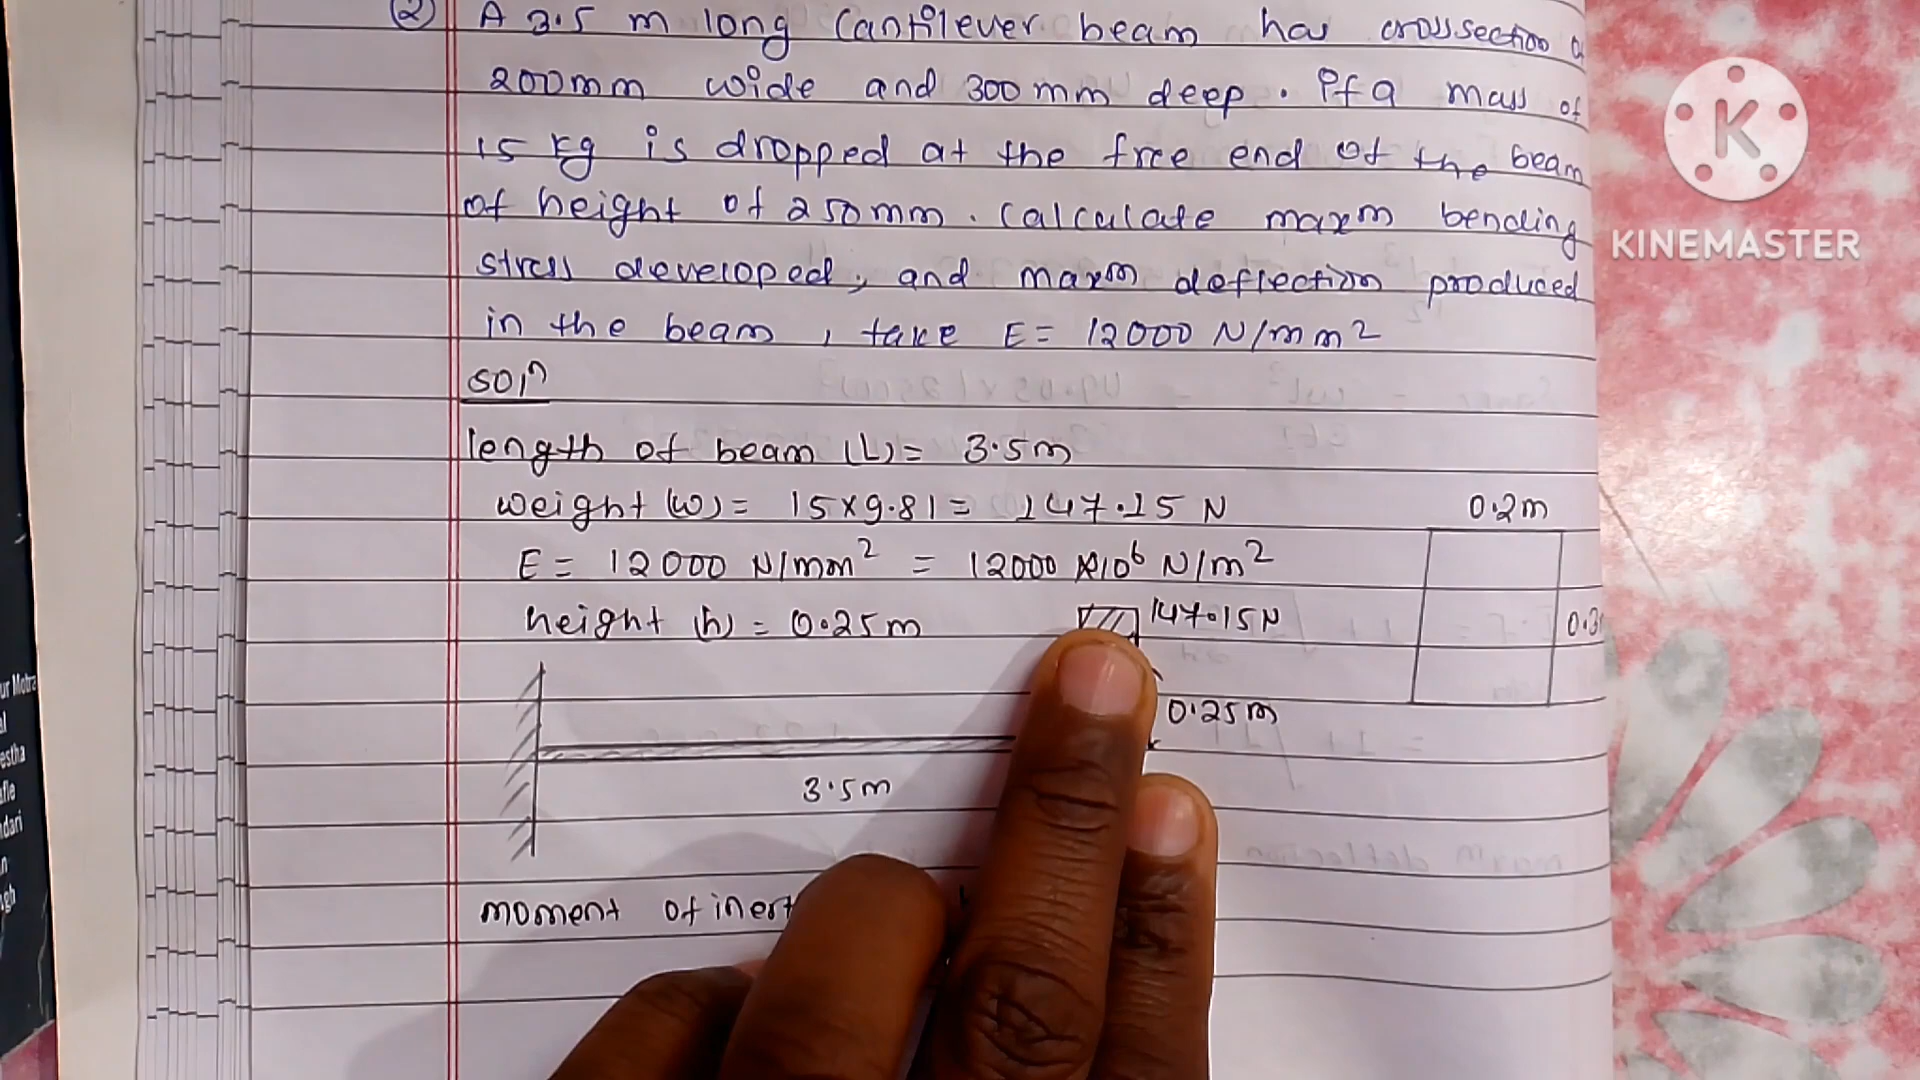 ② A 3.5 m long Cantilever beam has crossection
200mm wide and 300 mm deep. if a mass of
15 kg is dropped at the free end of the beam
of height of 250mm. Calculate maxm bending
stress developed, and maxm deflection produced
in the beam, take E= 12000 N/mm2
soln
length of beam (L)= 3.5m
weight (w)= 15×9.81= 147.15 N
0.2m
E= 12000 N/mm² = 12000 ×10⁶ N/m²
height (h) = 0.25m
147.15N
0.25m
3.5m
moment of
K
KINEMASTER